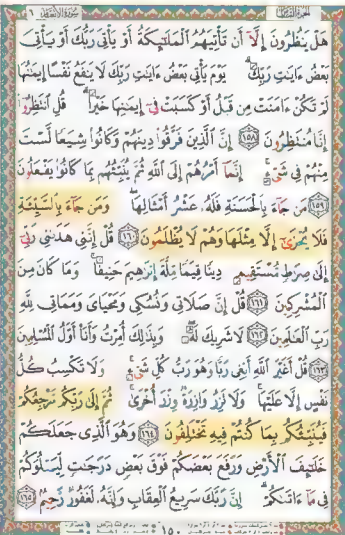 سورة الأنعام ٦
هَلْ يَنظُرُونَ إِلَّآ أَن تَأْتِيَهُمُ ٱلْمَلَـٰٓئِكَةُ أَوْ يَأْتِىَ رَبُّكَ أَوْ يَأْتِىَ
بَعْضُ ءَايَـٰتِ رَبِّكَ ۗ يَوْمَ يَأْتِى بَعْضُ ءَايَـٰتِ رَبِّكَ لَا يَنفَعُ نَفْسًا إِيمَـٰنُهَا
لَمْ تَكُنْ ءَامَنَتْ مِن قَبْلُ أَوْ كَسَبَتْ فِىٓ إِيمَـٰنِهَا خَيْرًا ۗ قُلِ ٱنتَظِرُوٓا۟
إِنَّا مُنتَظِرُونَ ١٥٨ إِنَّ ٱلَّذِينَ فَرَّقُوا۟ دِينَهُمْ وَكَانُوا۟ شِيَعًا لَّسْتَ
مِنْهُمْ فِى شَىْءٍ ۚ إِنَّمَآ أَمْرُهُمْ إِلَى ٱللَّهِ ثُمَّ يُنَبِّئُهُم بِمَا كَانُوا۟ يَفْعَلُونَ
١٥٩ مَن جَآءَ بِٱلْحَسَنَةِ فَلَهُۥ عَشْرُ أَمْثَالِهَا ۖ وَمَن جَآءَ بِٱلسَّيِّئَةِ
فَلَا يُجْزَىٰٓ إِلَّا مِثْلَهَا وَهُمْ لَا يُظْلَمُونَ ١٦٠ قُلْ إِنَّنِى هَدَىٰنِى رَبِّىٓ
إِلَىٰ صِرَٰطٍ مُّسْتَقِيمٍ دِينًا قِيَمًا مِّلَّةَ إِبْرَٰهِيمَ حَنِيفًا ۚ وَمَا كَانَ مِنَ
ٱلْمُشْرِكِينَ ١٦١ قُلْ إِنَّ صَلَاتِى وَنُسُكِى وَمَحْيَاىَ وَمَمَاتِى لِلَّهِ
رَبِّ ٱلْعَـٰلَمِينَ ١٦٢ لَا شَرِيكَ لَهُۥ ۖ وَبِذَٰلِكَ أُمِرْتُ وَأَنَا۠ أَوَّلُ ٱلْمُسْلِمِينَ
١٦٣ قُلْ أَغَيْرَ ٱللَّهِ أَبْغِى رَبًّا وَهُوَ رَبُّ كُلِّ شَىْءٍ ۚ وَلَا تَكْسِبُ كُلُّ
نَفْسٍ إِلَّا عَلَيْهَا ۚ وَلَا تَزِرُ وَازِرَةٌ وِزْرَ أُخْرَىٰ ۚ ثُمَّ إِلَىٰ رَبِّكُم مَّرْجِعُكُمْ
فَيُنَبِّئُكُم بِمَا كُنتُمْ فِيهِ تَخْتَلِفُونَ ١٦٤ وَهُوَ ٱلَّذِى جَعَلَكُمْ
خَلَـٰٓئِفَ ٱلْأَرْضِ وَرَفَعَ بَعْضَكُمْ فَوْقَ بَعْضٍ دَرَجَـٰتٍ لِّيَبْلُوَكُمْ
فِى مَآ ءَاتَىٰكُمْ ۗ إِنَّ رَبَّكَ سَرِيعُ ٱلْعِقَابِ وَإِنَّهُۥ لَغَفُورٌ رَّحِيمٌ ١٦٥
١٥٠